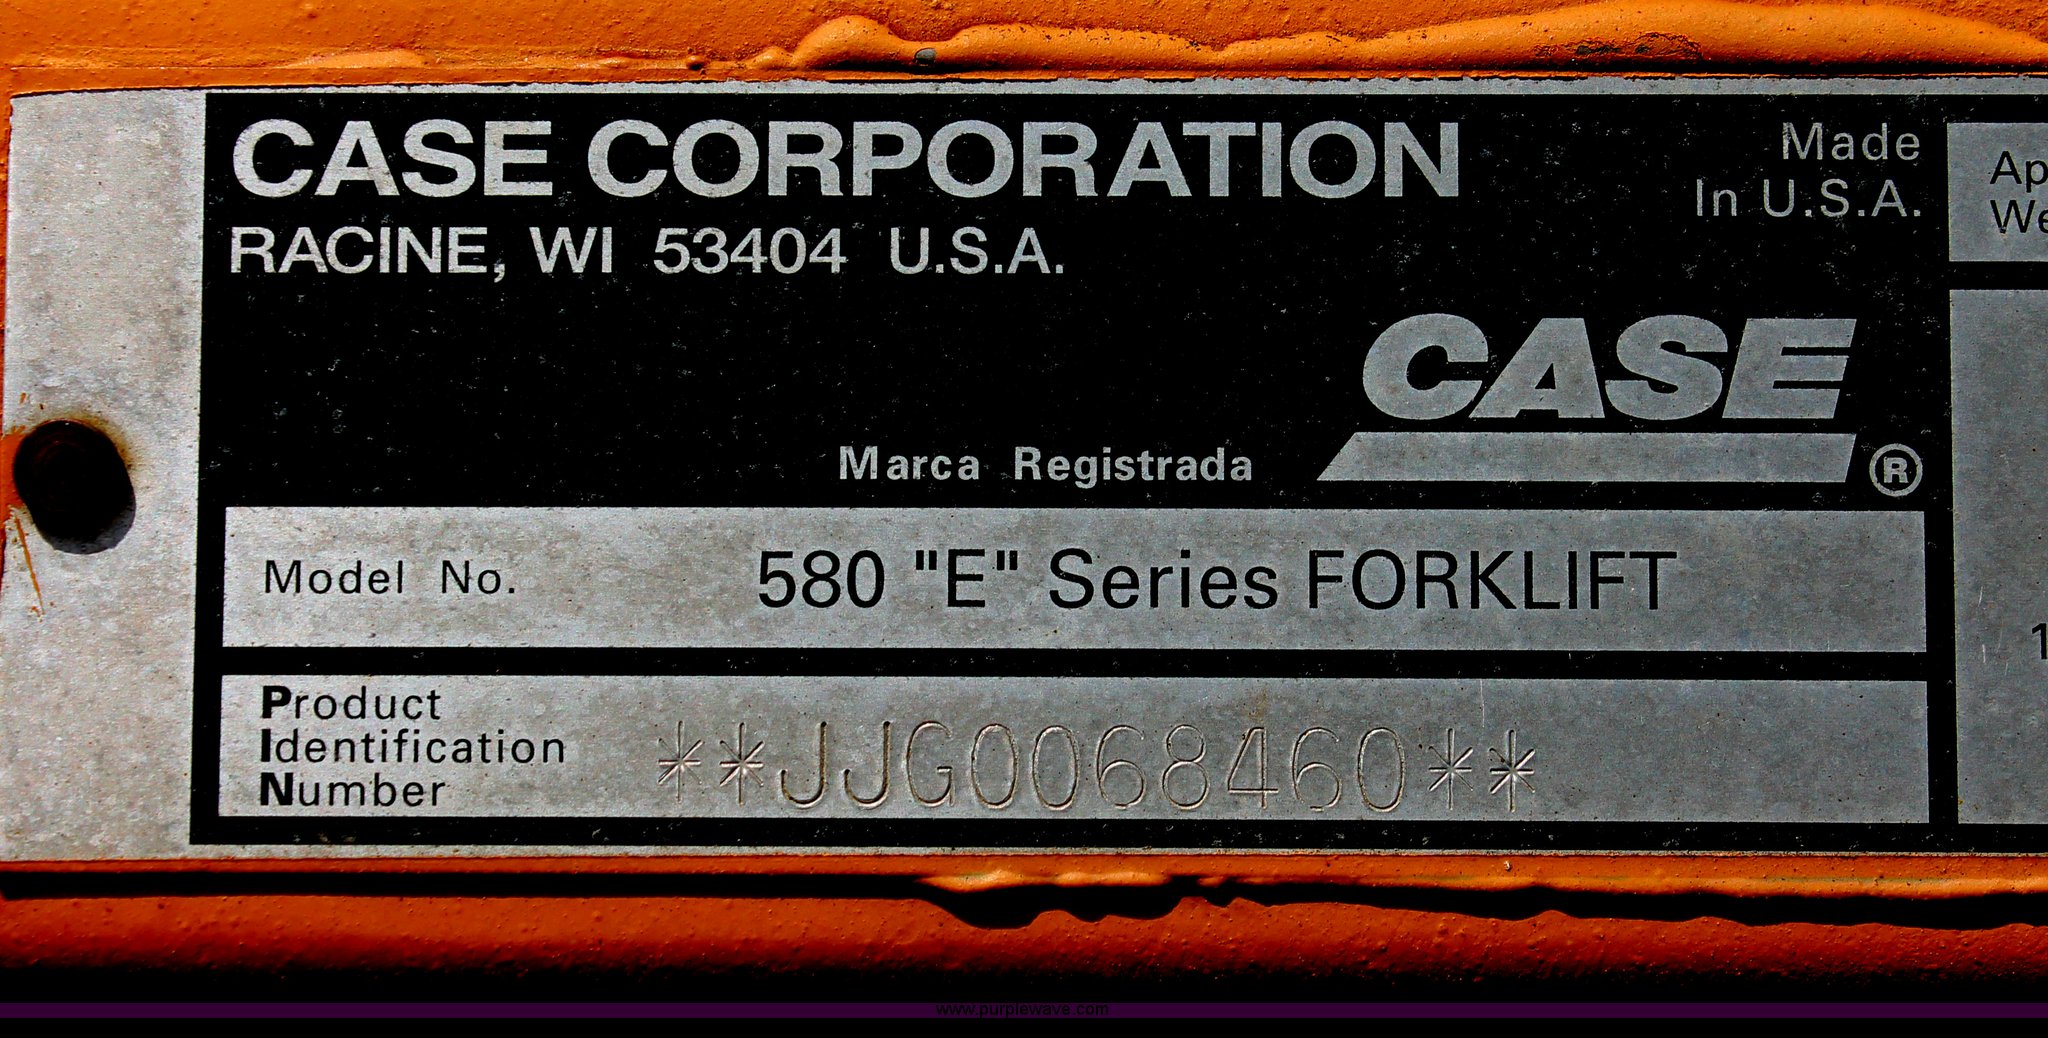 CASE CORPORATION
RACINE, WI 53404 U.S.A.
Made
In U.S.A.
CASE
Marca Registrada
®
Model No. 580 "E" Series FORKLIFT
Product
Identification
Number
**JJG0068460**
www.purplewave.com